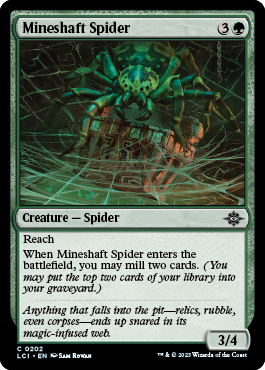 Mineshaft Spider 3
Creature — Spider
Reach
When Mineshaft Spider enters the
battlefield, you may mill two cards. (You
may put the top two cards of your library into
your graveyard.)
Anything that falls into the pit—relics, rubble,
even corpses—ends up snared in its
magic-infused web.
3/4
C 0202
LCI • EN Sam Rowan
™ & © 2023 Wizards of the Coast